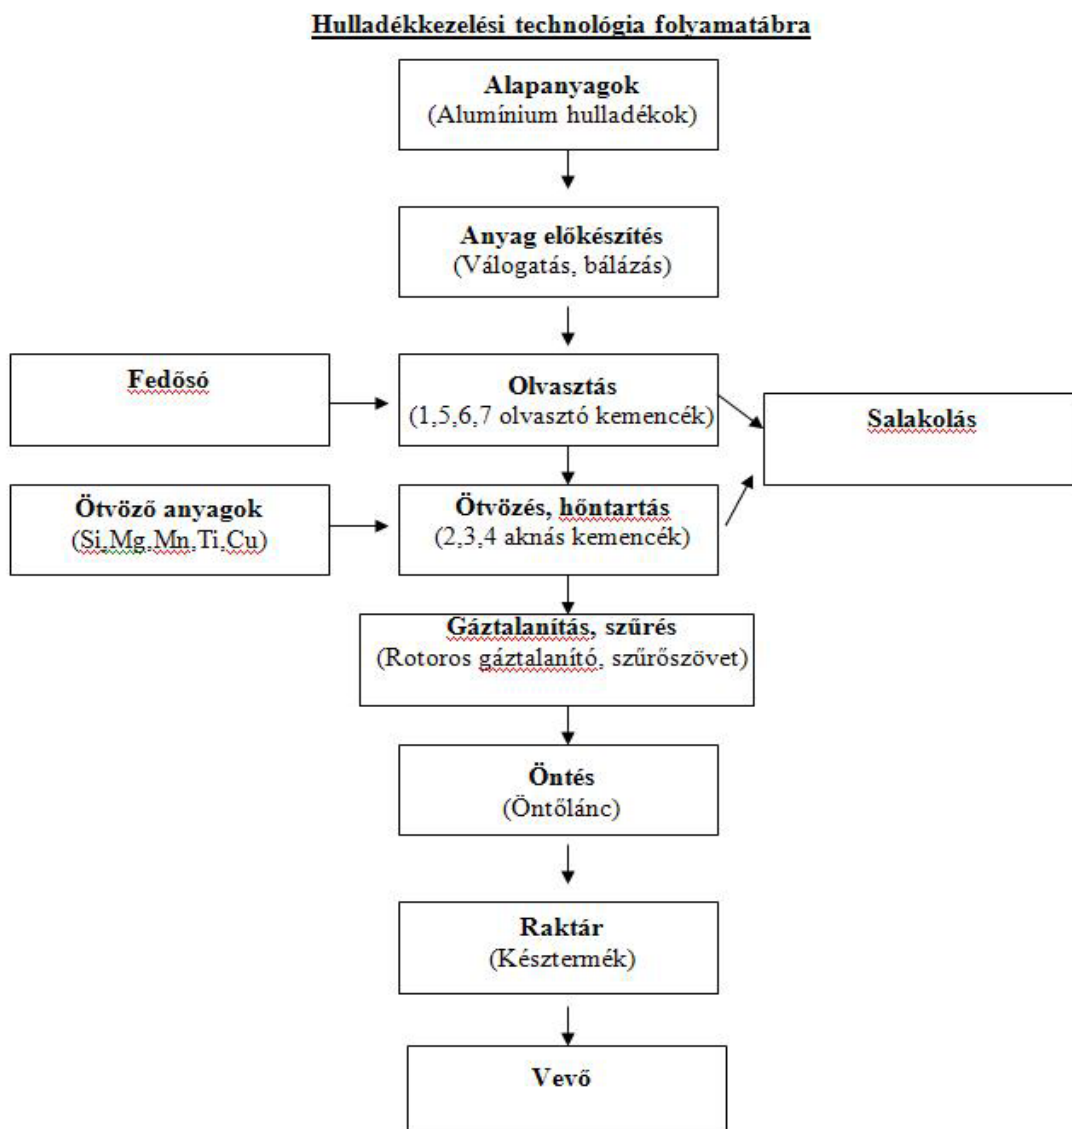 Hulladékkezelési technológia folyamatábra
Alapanyagok
(Alumínium hulladékok)
Anyag előkészítés
(Válogatás, bálázás)
Fedősó
Olvasztás
(1,5,6,7 olvasztó kemencék)
Salakolás
Ötvöző anyagok
(Si,Mg,Mn,Ti,Cu)
Ötvözés, hőntartás
(2,3,4 aknás kemencék)
Gáztalanítás, szűrés
(Rotoros gáztalanító, szűrőszövet)
Öntés
(Öntőlánc)
Raktár
(Késztermék)
Vevő